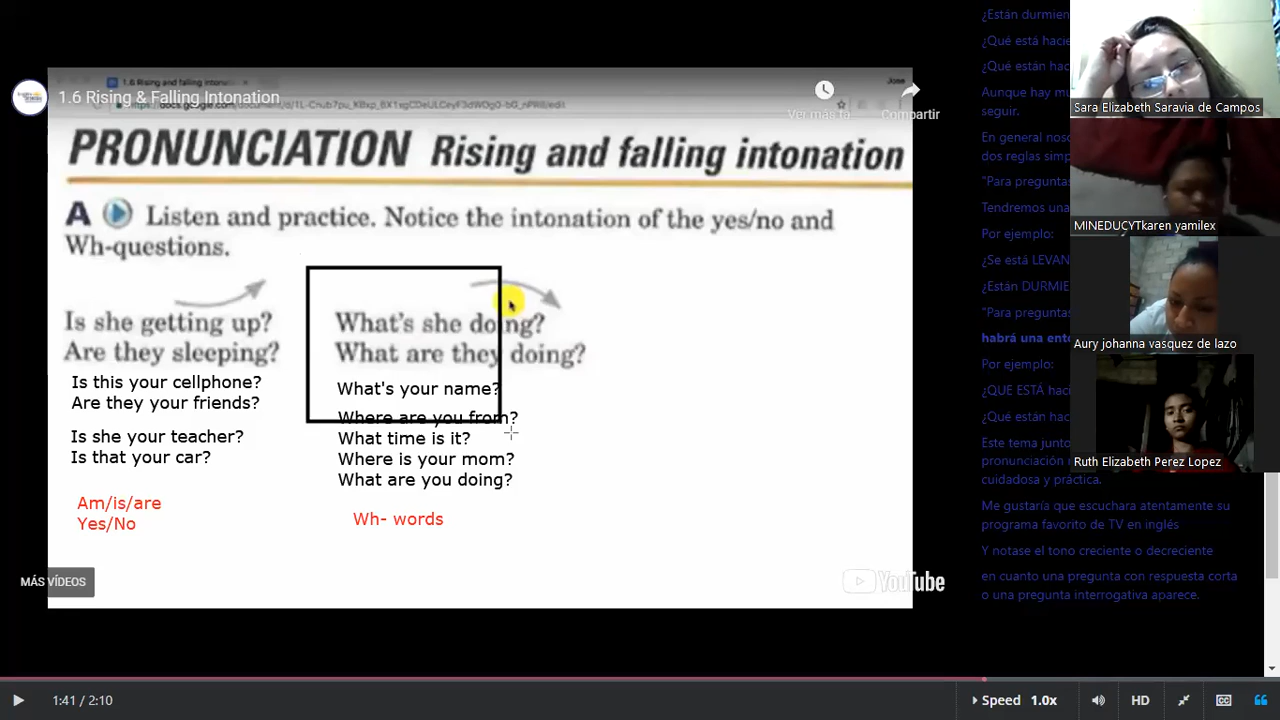 1.6 Rising & Falling Intonation
Ver más ta
Compartir
PRONUNCIATION Rising and falling intonation
A Listen and practice. Notice the intonation of the yes/no and
Wh-questions.
Is she getting up?
Are they sleeping?
Is this your cellphone?
Are they your friends?
Is she your teacher?
Is that your car?
Am/is/are
Yes/No
What's she doing?
What are they doing?
What's your name?
Where are you from?
What time is it?
Where is your mom?
What are you doing?
Wh- words
MÁS VÍDEOS
YouTube
¿Están durmien
¿Qué está hacie
¿Qué están hac
Aunque hay mu
seguir.
En general noso
dos reglas simp
"Para preguntas
Tendremos una
Por ejemplo:
¿Se está LEVAN
¿Están DURMIE
"Para preguntas
habrá una ento
Por ejemplo:
¿QUE ESTÁ hac
¿Qué están hac
Este tema junto
pronunciación
cuidadosa y práctica.
Me gustaría que escuchara atentamente su
programa favorito de TV en inglés
Y notase el tono creciente o decreciente
en cuanto una pregunta con respuesta corta
o una pregunta interrogativa aparece.
Sara Elizabeth Saravia de Campos
MINEDUCYTkaren yamilex
Aury johanna vasquez de lazo
Ruth Elizabeth Perez Lopez
1:41 / 2:10
Speed 1.0x
HD
CC